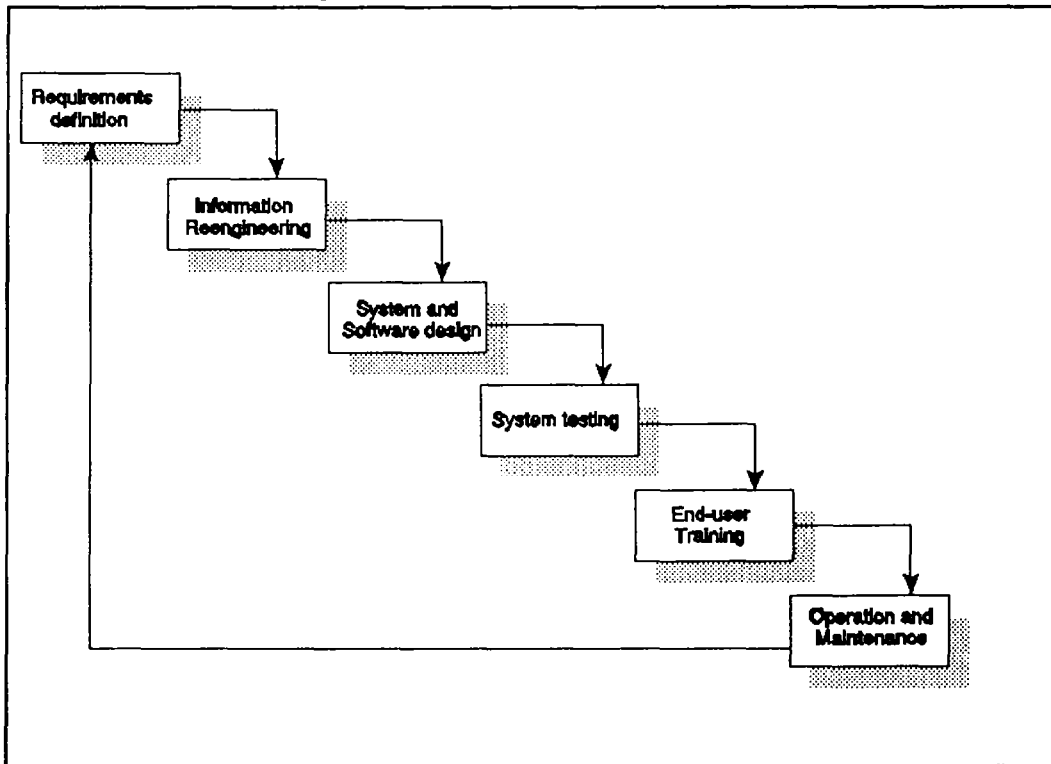 Requirements
definition
Information
Reengineering
System and
Software design
System testing
End-user
Training
Operation and
Maintenance